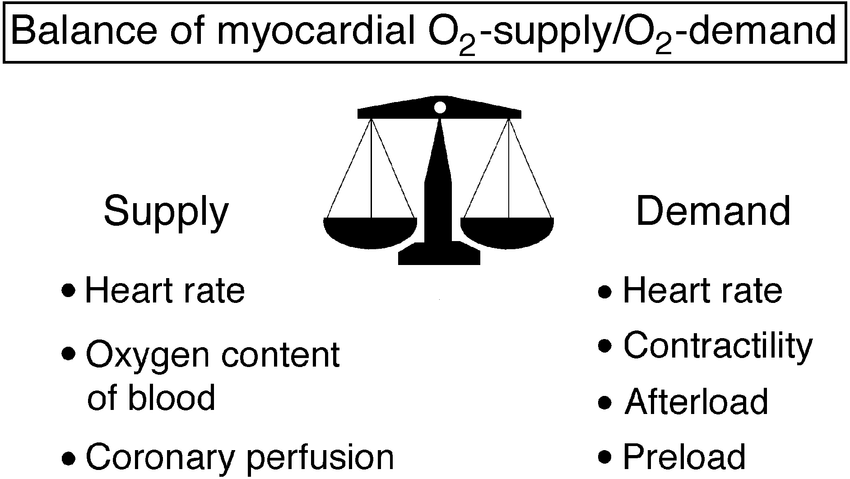 Balance of myocardial O₂-supply/O₂-demand
Supply
• Heart rate
• Oxygen content
of blood
• Coronary perfusion
Demand
• Heart rate
• Contractility
• Afterload
• Preload